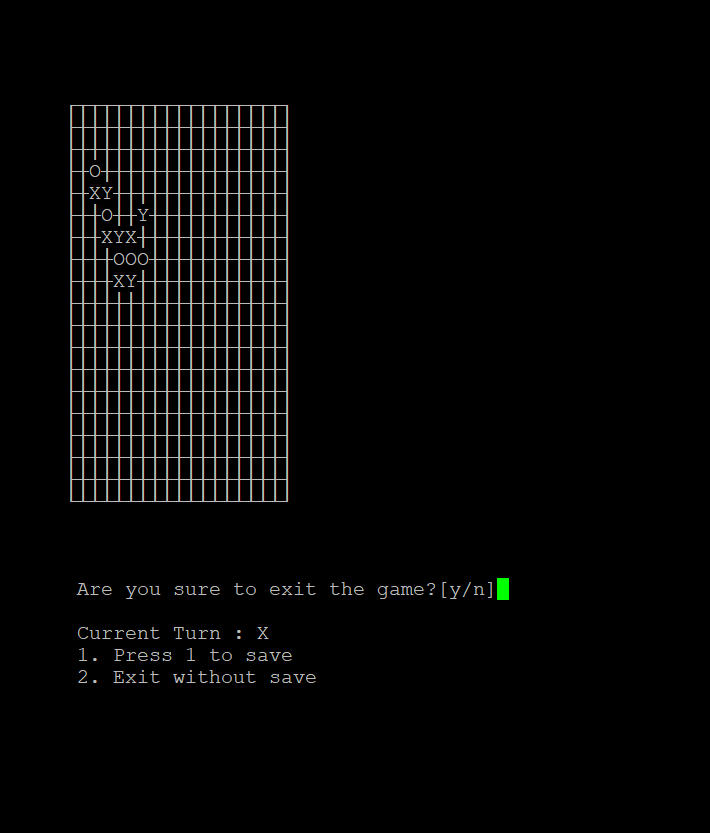 O
XY
O Y
XYX
OOO
XY
Are you sure to exit the game?[y/n]
Current Turn : X
1. Press 1 to save
2. Exit without save